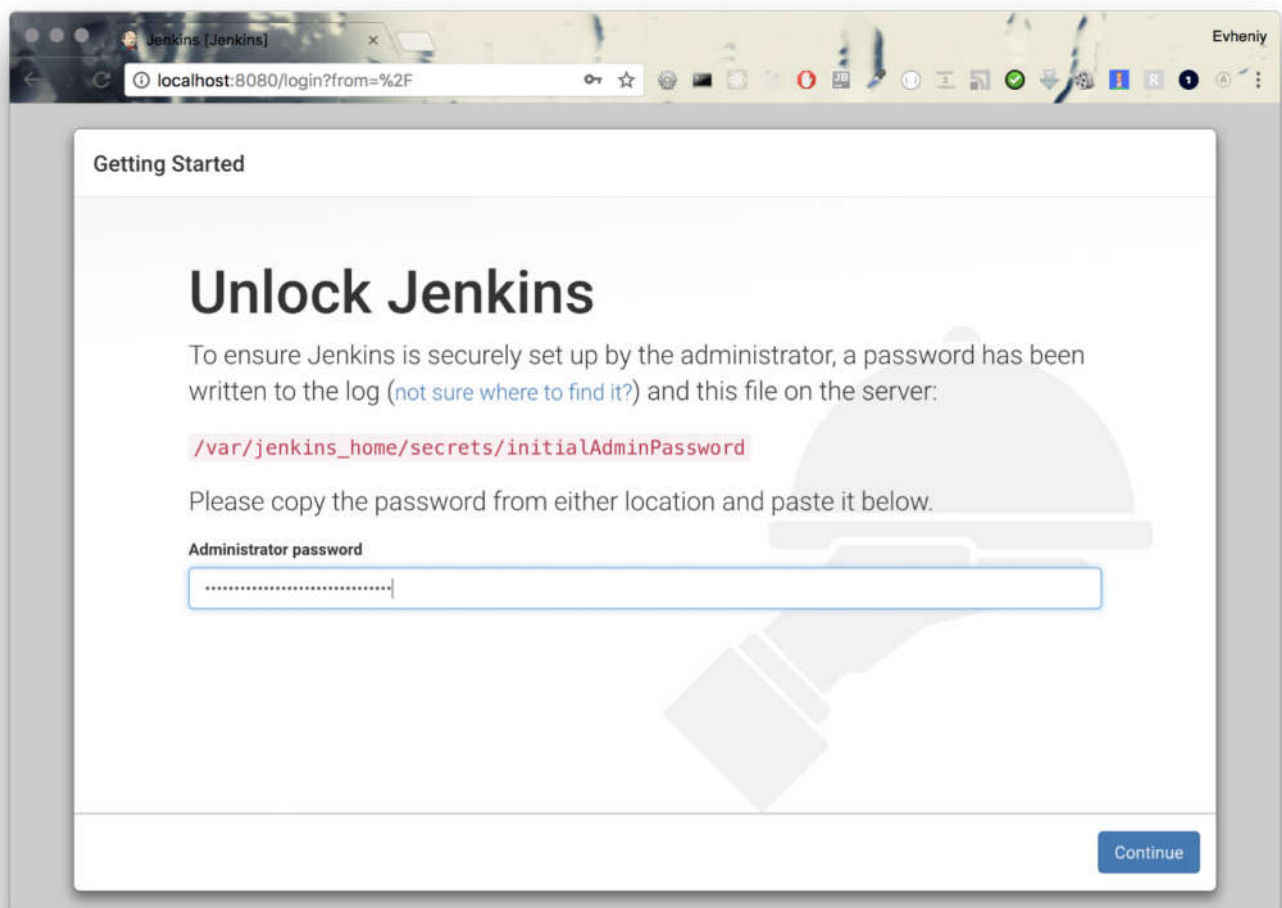 Jenkins [Jenkins]
Evheniy
localhost:8080/login?from=%2F
Getting Started
Unlock Jenkins
To ensure Jenkins is securely set up by the administrator, a password has been
written to the log (not sure where to find it?) and this file on the server:
/var/jenkins_home/secrets/initialAdminPassword
Please copy the password from either location and paste it below.
Administrator password
Continue